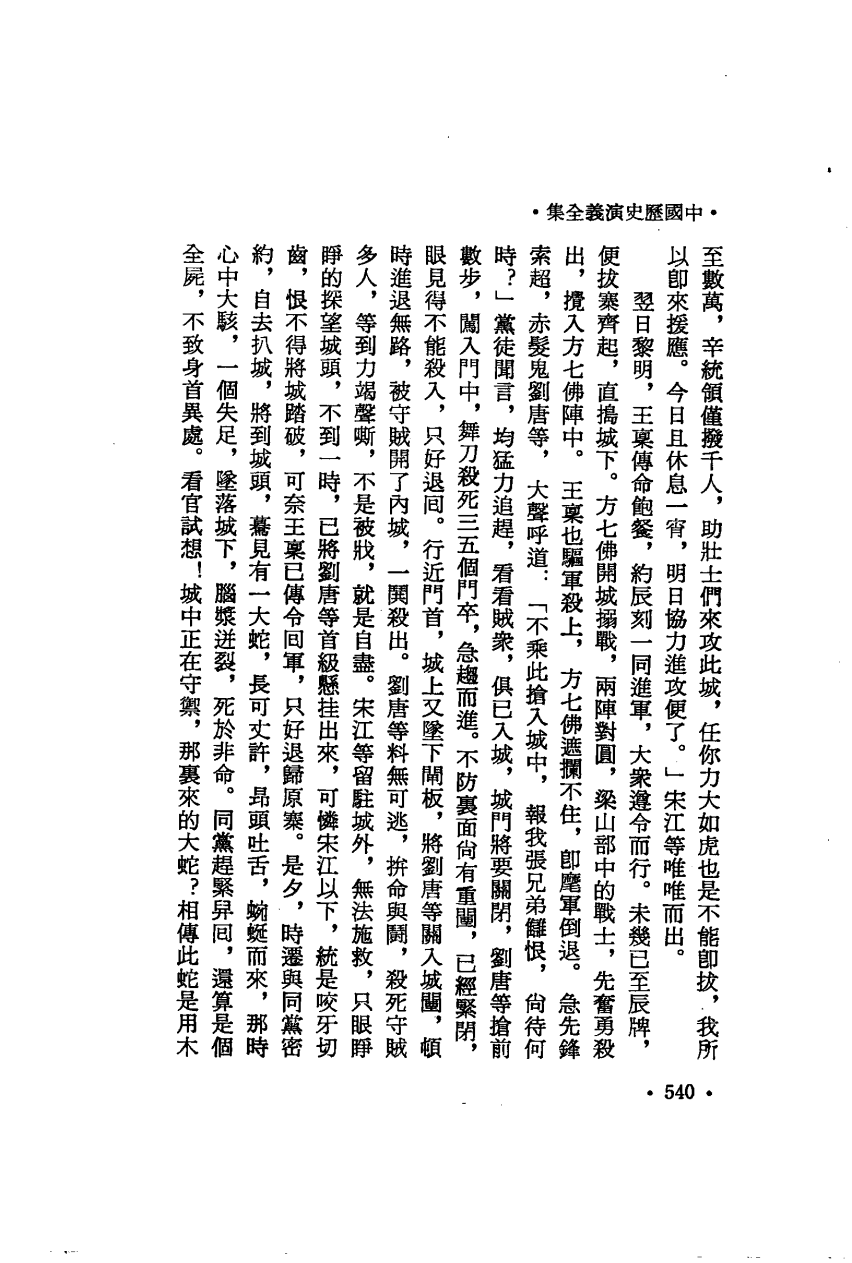 •中國歷史演義全集•
至數萬，辛統領僅撥千人，助壯士們來攻此城，任你力大如虎也是不能卽拔，我所
以卽來援應。今日且休息一宵，明日協力進攻便了。」宋江等唯唯而出。
翌日黎明，王稟傳命飽餐，約辰刻一同進軍，大衆遵令而行。未幾已至辰牌，
便拔寨齊起，直搗城下。方七佛開城搦戰，兩陣對圓，梁山部中的戰士，先奮勇殺
出，攪入方七佛陣中。王稟也驅軍殺上，方七佛遮攔不住，卽麾軍倒退。急先鋒
索超，赤髮鬼劉唐等，大聲呼道：「不乘此搶入城中，報我張兄弟讎恨，尙待何
時？」黨徒聞言，均猛力追趕，看看賊衆，俱已入城，城門將要關閉，劉唐等搶前
數步，闖入門中，舞刀殺死三五個門卒，急趨而進。不防裏面尙有重闉，已經緊閉，
眼見得不能殺入，只好退囘。行近門首，城上又墜下閘板，將劉唐等關入城闉，頓
時進退無路，被守賊開了內城，一鬨殺出。劉唐等料無可逃，拚命與鬭，殺死守賊
多人，等到力竭聲嘶，不是被戕，就是自盡。宋江等留駐城外，無法施救，只眼睜
睜的探望城頭，不到一時，已將劉唐等首級懸挂出來，可憐宋江以下，統是咬牙切
齒，恨不得將城踏破，可奈王稟已傳令囘軍，只好退歸原寨。是夕，時遷與同黨密
約，自去扒城，將到城頭，驀見有一大蛇，長可丈許，昂頭吐舌，蜿蜒而來，那時
心中大駭，一個失足，墜落城下，腦漿迸裂，死於非命。同黨趕緊舁囘，還算是個
全屍，不致身首異處。看官試想！城中正在守禦，那裏來的大蛇？相傳此蛇是用木
•540•